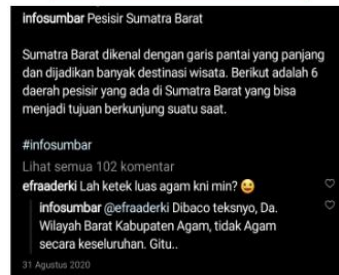 infosumbar Pesisir Sumatra Barat
Sumatra Barat dikenal dengan garis pantai yang panjang
dan dijadikan banyak destinasi wisata. Berikut adalah 6
daerah pesisir yang ada di Sumatra Barat yang bisa
menjadi tujuan berkunjung suatu saat.
#infosumbar
Lihat semua 102 komentar
efraaderki Lah ketek luas agam kni min? 😀
infosumbar @efraaderki Dibaco teksnyo, Da.
Wilayah Barat Kabupaten Agam, tidak Agam
secara keseluruhan. Gitu..
31 Agustus 2020